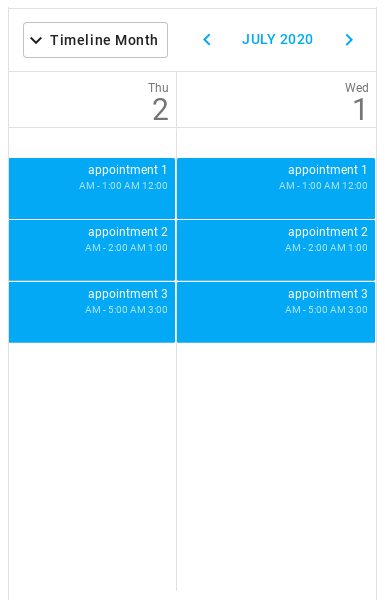 Timeline Month
JULY 2020
Thu
2
Wed
1
appointment 1
AM - 1:00 AM 12:00
appointment 1
AM - 1:00 AM 12:00
appointment 2
AM - 2:00 AM 1:00
appointment 2
AM - 2:00 AM 1:00
appointment 3
AM - 5:00 AM 3:00
appointment 3
AM - 5:00 AM 3:00